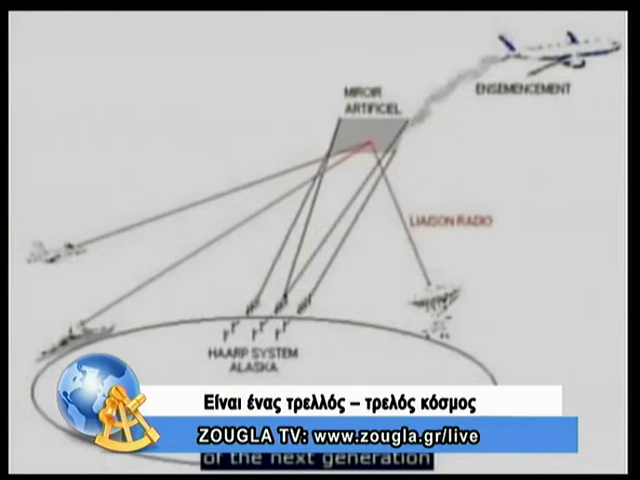 MIROIR
ARTIFICIEL
ENSEMENCEMENT
LIAISON RADIO
HAARP SYSTEM
ALASKA
Είναι ένας τρελλός – τρελός κόσμος
ZOUGLA TV: www.zougla.gr/live
of the next generation